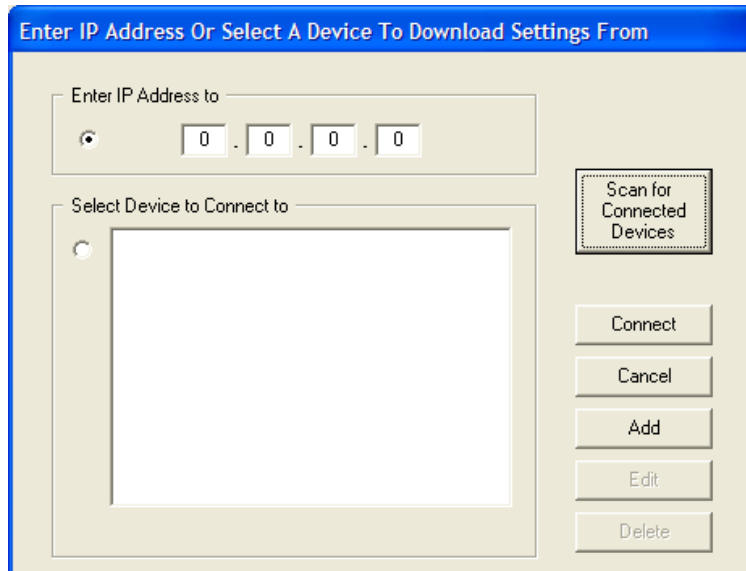 Enter IP Address Or Select A Device To Download Settings From
Enter IP Address to
0 . 0 . 0 . 0
Select Device to Connect to
Scan for
Connected
Devices
Connect
Cancel
Add
Edit
Delete